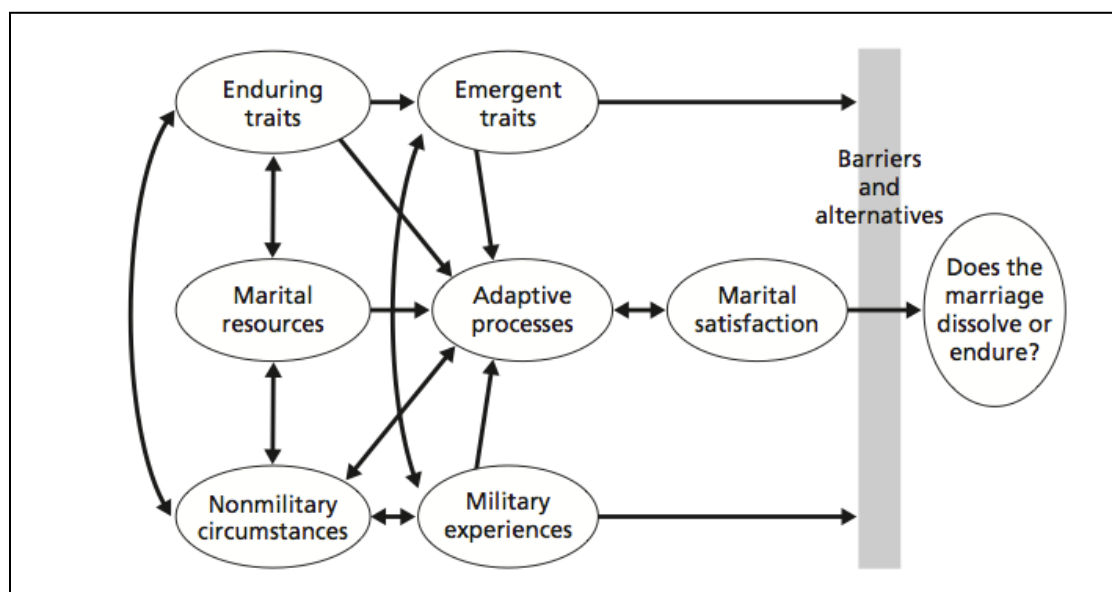 Enduring
traits
Emergent
traits
Barriers
and
alternatives
Marital
resources
Adaptive
processes
Marital
satisfaction
Does the
marriage
dissolve or
endure?
Nonmilitary
circumstances
Military
experiences